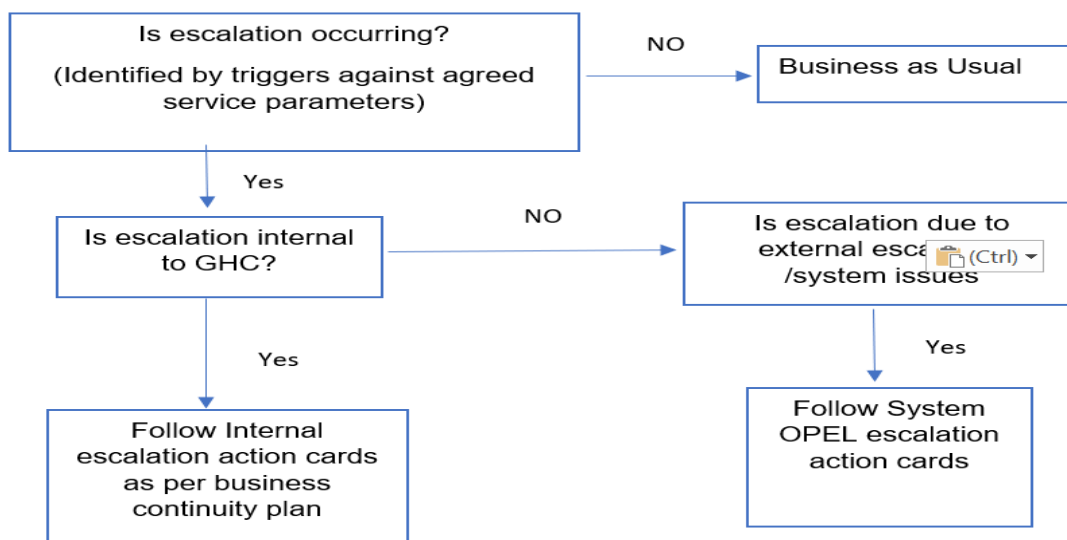 Is escalation occurring?
(Identified by triggers against agreed
service parameters)
NO
Business as Usual
Yes
Is escalation internal
to GHC?
NO
Is escalation due to
external
(Ctrl)
/system issues
Yes
Yes
Follow Internal
escalation action cards
as per business
continuity plan
Follow System
OPEL escalation
action cards